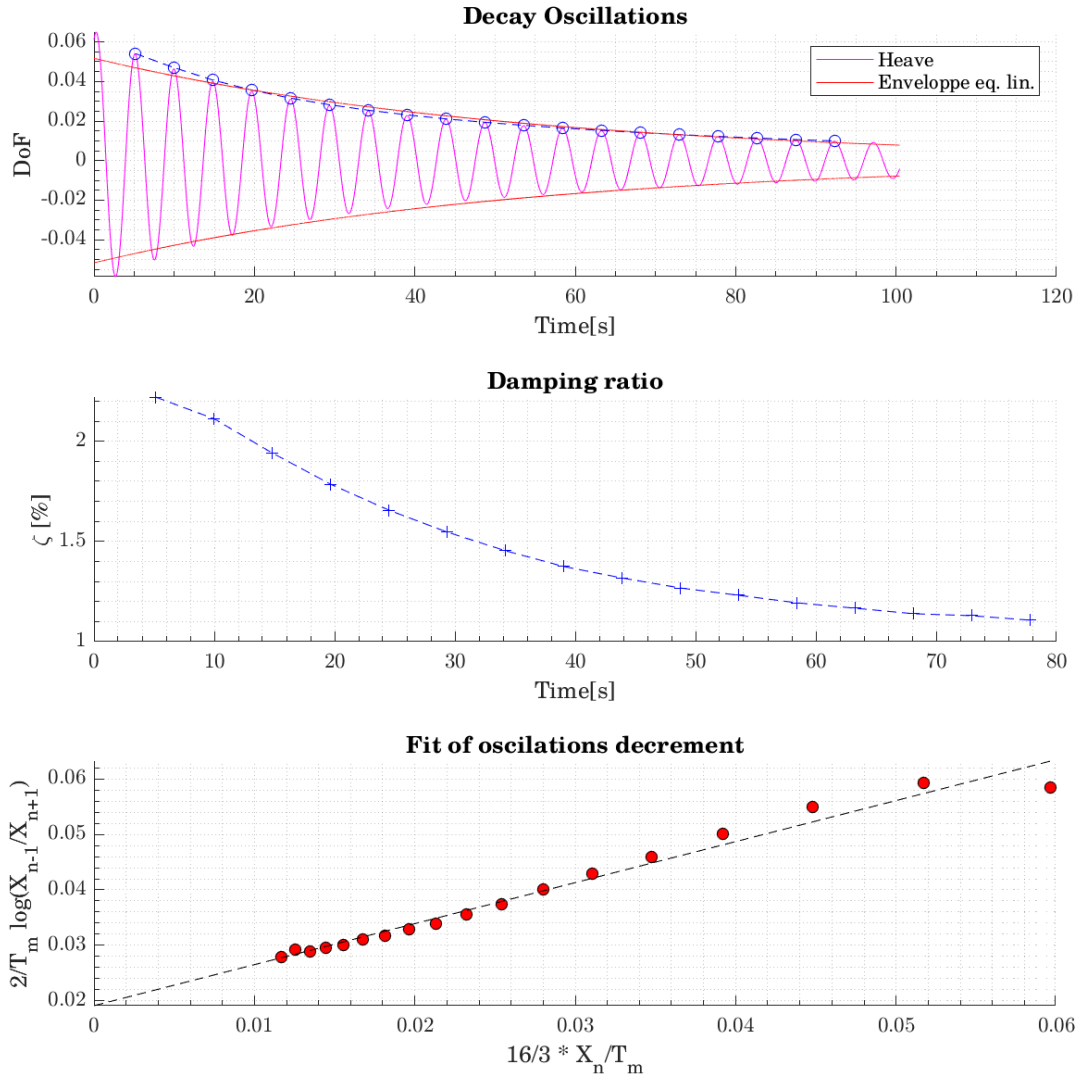 Decay Oscillations
0.06
0.04
0.02
0
-0.02
-0.04
DoF
Heave
Enveloppe eq. lin.
0 20 40 60 80 100 120
Time[s]
Damping ratio
2
1.5
1
ζ [%]
0 10 20 30 40 50 60 70 80
Time[s]
Fit of oscilations decrement
0.06
0.05
0.04
0.03
0.02
2/T_m log(X_n-1/X_n+1)
0 0.01 0.02 0.03 0.04 0.05 0.06
16/3 * X_n/T_m